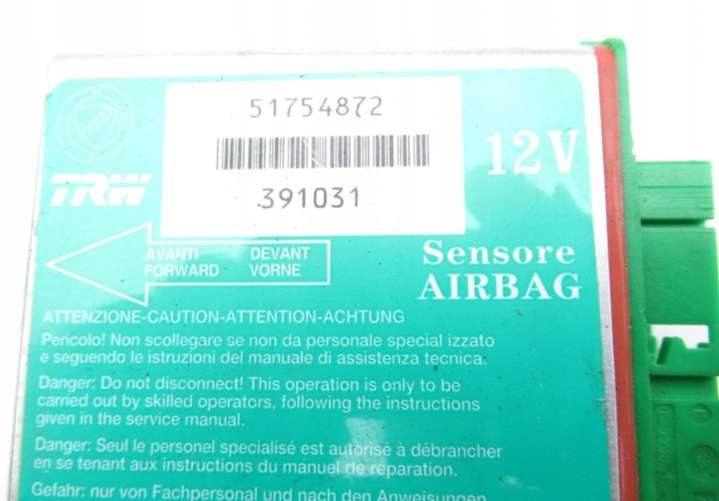 51754872
391031
12V
TRW
AVANTI DEVANT
FORWARD VORNE
Sensore
AIRBAG
ATTENZIONE-CAUTION-ATTENTION-ACHTUNG
Pericolo! Non scollegare se non da personale special izzato
e seguendo le istruzioni del manuale di assistenza tecnica.
Danger: Do not disconnect! This operation is only to be
carried out by skilled operators, following the instructions
given in the service manual.
Danger: Seul le personel specialisé est autorisé à débrancher
en se tenant aux instructions du manuel de réparation.
Gefahr: nur von Fachpersonal und nach den Anweisungen